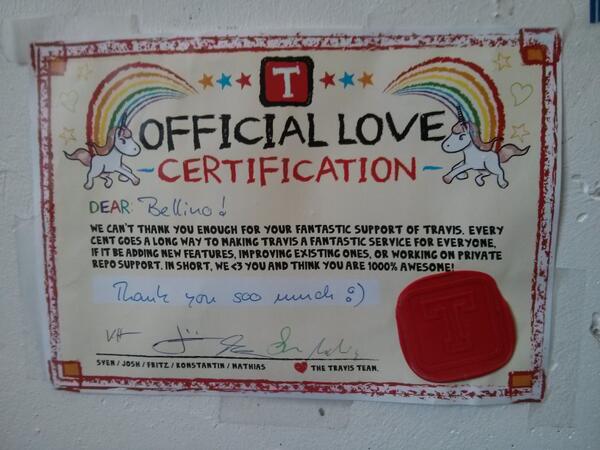 T
OFFICIAL LOVE
~CERTIFICATION~
DEAR: Bellino!
WE CAN'T THANK YOU ENOUGH FOR YOUR FANTASTIC SUPPORT OF TRAVIS. EVERY
CENT GOES A LONG WAY TO MAKING TRAVIS A FANTASTIC SERVICE FOR EVERYONE,
IF IT BE ADDING NEW FEATURES, IMPROVING EXISTING ONES, OR WORKING ON PRIVATE
REPO SUPPORT. IN SHORT, WE <3 YOU AND THINK YOU ARE 1000% AWESOME!
Thank you soo much :)
SVEN / JOSH / FRITZ / KONSTANTIN / MATHIAS
THE TRAVIS TEAM.
T